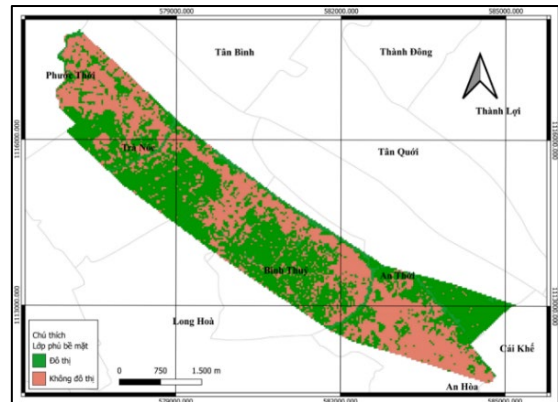 579000.000 582000.000 585000.000
Tân Bình
Thành Đông
Phước Thới
Thành Lợi
1116000.000
1116000.000
Trà Nóc
Tân Quới
Bình Thuỷ
An Thới
1113000.000
1113000.000
Long Hoà
Cái Khế
An Hòa
Chú thích
Lớp phủ bề mặt
Đô thị
Không đô thị
0 750 1.500 m
579000.000 582000.000 585000.000